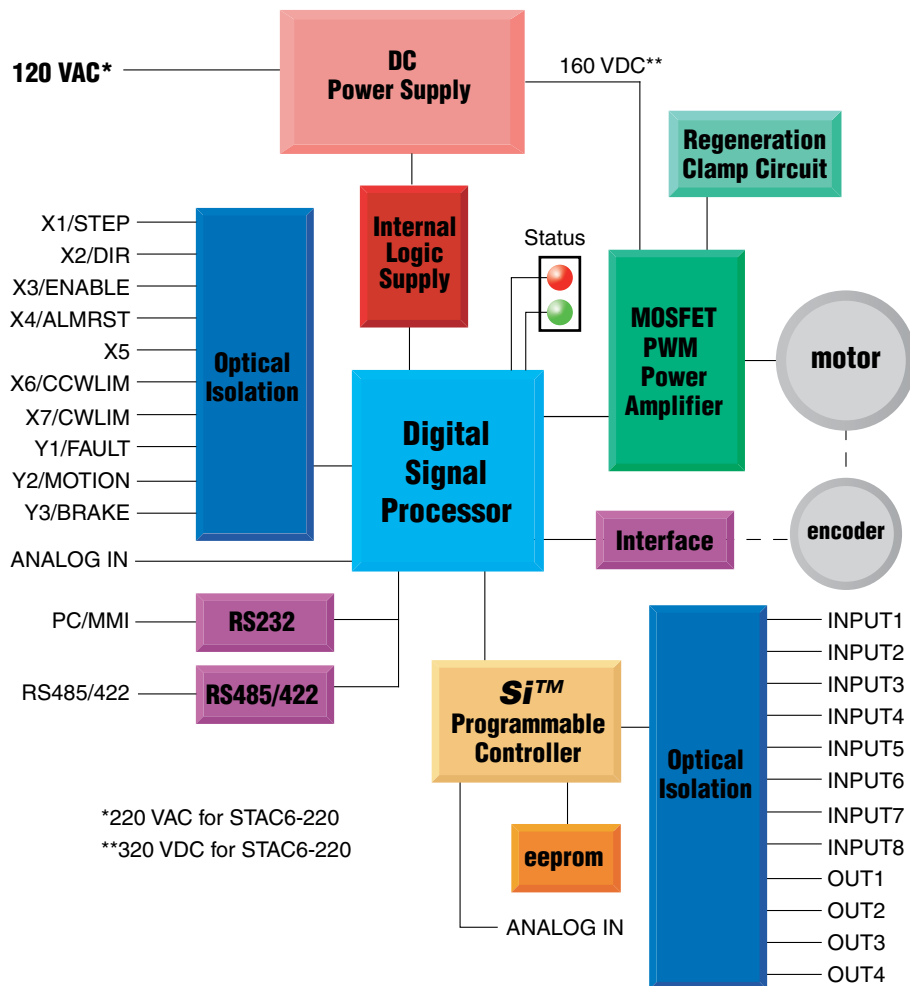 120 VAC*
DC
Power Supply
160 VDC**
Regeneration
Clamp Circuit
Internal
Logic
Supply
Status
X1/STEP
X2/DIR
X3/ENABLE
X4/ALMRST
X5
X6/CCWLIM
X7/CWLIM
Y1/FAULT
Y2/MOTION
Y3/BRAKE
Optical
Isolation
MOSFET
PWM
Power
Amplifier
motor
Digital
Signal
Processor
Interface
encoder
ANALOG IN
PC/MMI
RS232
RS485/422
RS485/422
Si™
Programmable
Controller
eeprom
ANALOG IN
Optical
Isolation
INPUT1
INPUT2
INPUT3
INPUT4
INPUT5
INPUT6
INPUT7
INPUT8
OUT1
OUT2
OUT3
OUT4
*220 VAC for STAC6-220
**320 VDC for STAC6-220